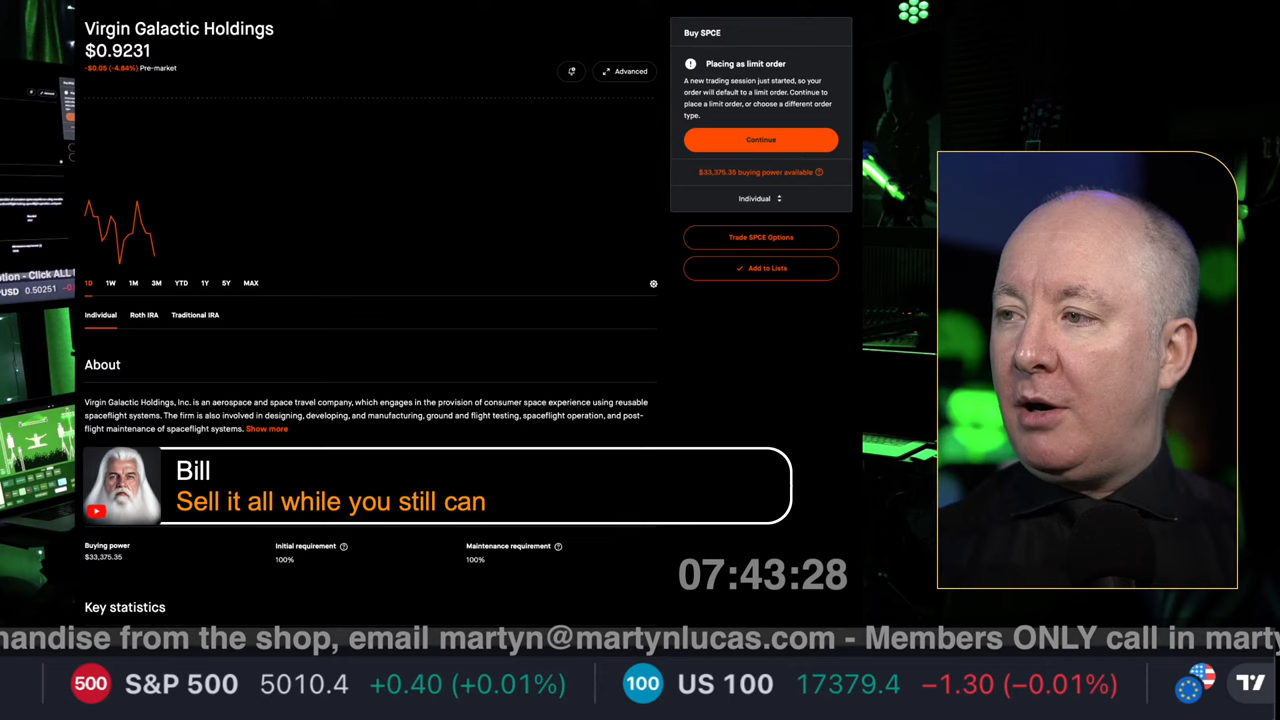 Virgin Galactic Holdings
$0.9231
-$0.05 (-4.84%) Pre-market
Advanced
1D 1W 1M 3M YTD 1Y 5Y MAX
Individual Roth IRA Traditional IRA
About
Virgin Galactic Holdings, Inc. is an aerospace and space travel company, which engages in the provision of consumer space experience using reusable
spaceflight systems. The firm is also involved in designing, developing, and manufacturing, ground and flight testing, spaceflight operation, and post-
flight maintenance of spaceflight systems. Show more
Bill
Sell it all while you still can
Buying power
$33,375.35
Initial requirement
100%
Maintenance requirement
100%
Key statistics
Buy SPCE
Placing as limit order
A new trading session just started, so your
order will default to a limit order. Continue to
place a limit order, or choose a different order
type.
Continue
$33,375.35 buying power available
Individual
Trade SPCE Options
Add to Lists
ption - Click ALL
PUSD 0.50251
07:43:28
handise from the shop, email martyn@martynlucas.com - Members ONLY call in marty
500 S&P 500 5010.4 +0.40 (+0.01%) 100 US 100 17379.4 −1.30 (−0.01%)